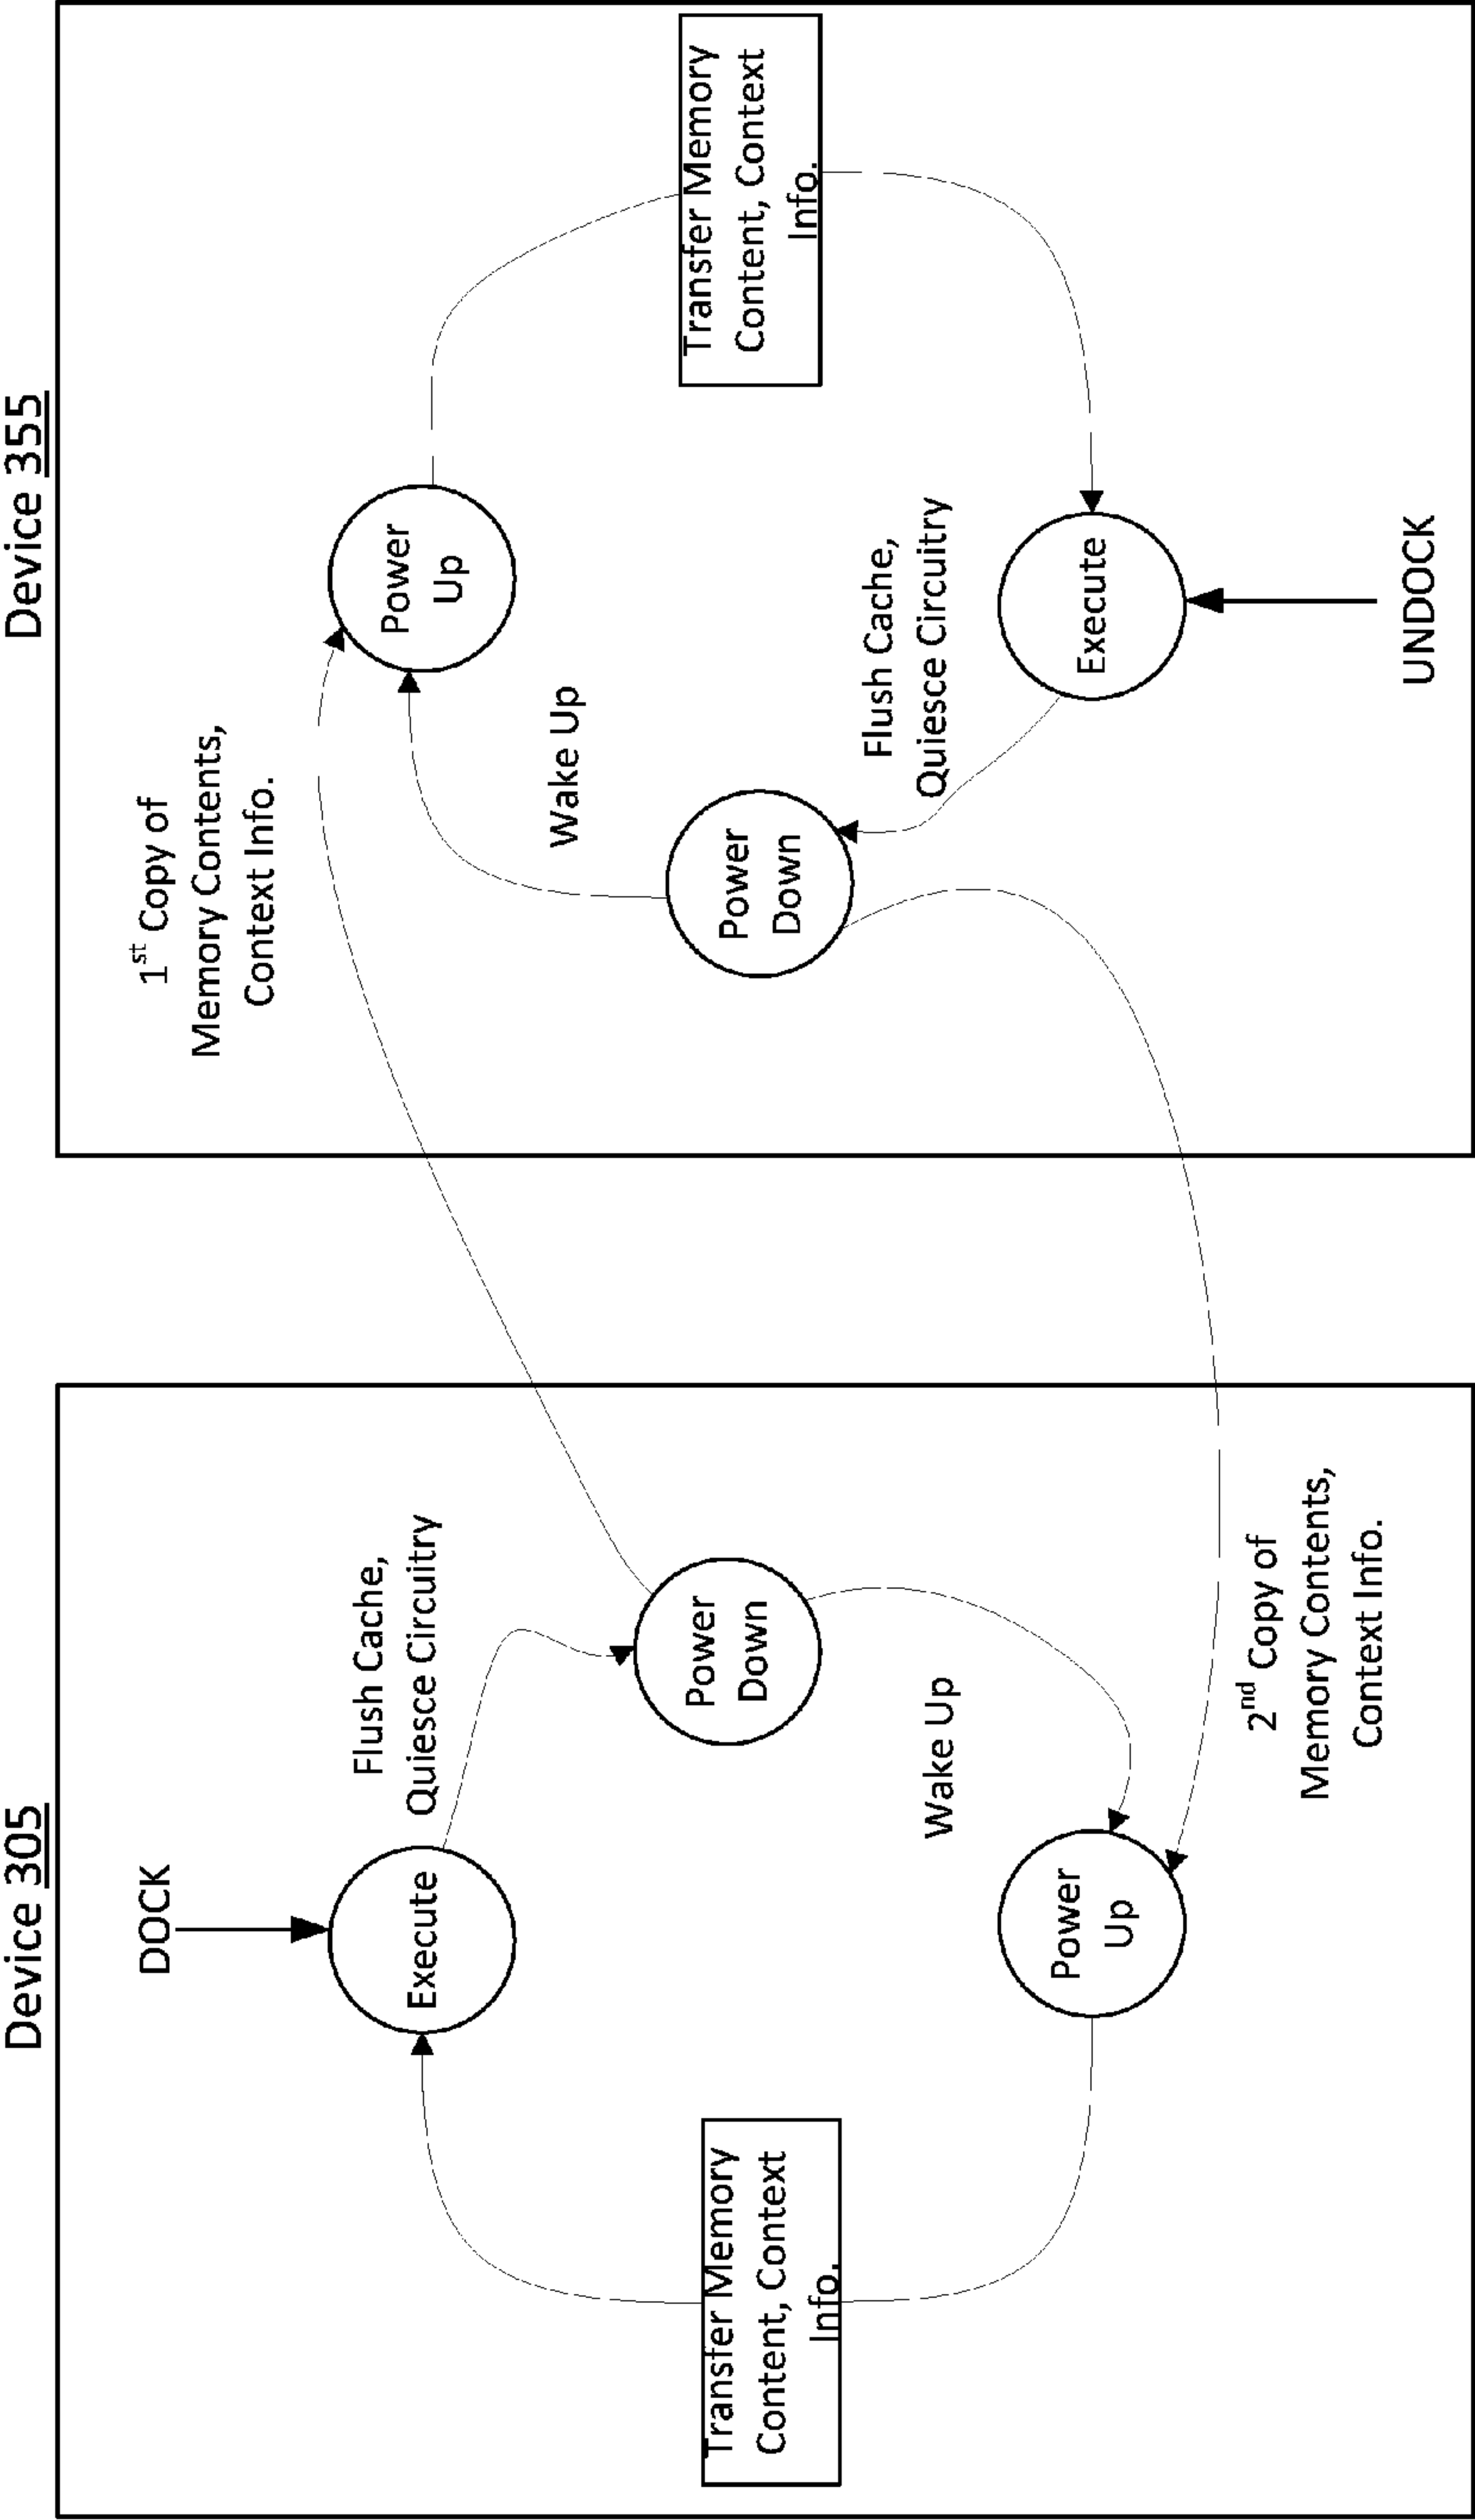 Device 305
DOCK
Execute
Flush Cache,
Quiesce Circuitry
Power
Down
Wake Up
Power
Up
Transfer Memory
Content, Context
Info.
2nd Copy of
Memory Contents,
Context Info.
Device 355
1st Copy of
Memory Contents,
Context Info.
Power
Up
Wake Up
Power
Down
Flush Cache,
Quiesce Circuitry
Execute
UNDOCK
Transfer Memory
Content, Context
Info.